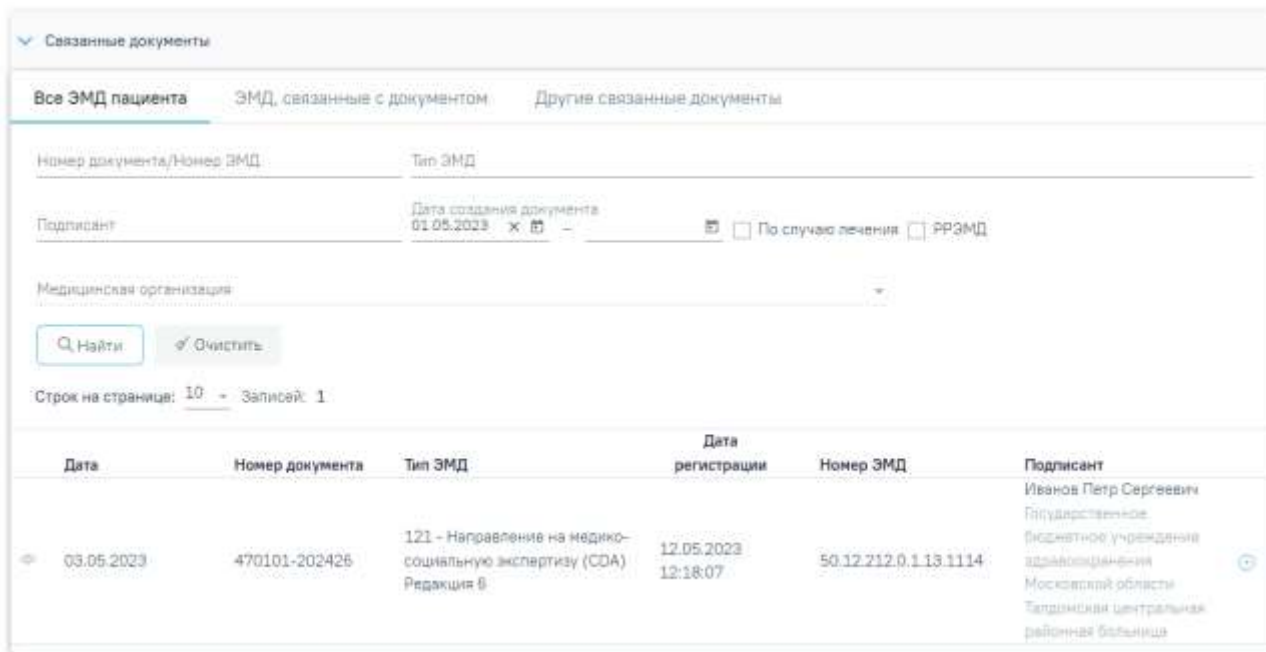 Связанные документы
Все ЭМД пациента ЭМД, связанные с документом Другие связанные документы
Номер документа/Номер ЭМД Тип ЭМД
Подписант Дата создания документа
01.05.2023 – По случаю лечения РРЭМД
Медицинская организация
Найти Очистить
Строк на странице: 10 Записей: 1
Дата Номер документа Тип ЭМД Дата регистрации Номер ЭМД Подписант
03.05.2023 470101-202426
121 - Направление на медико-
социальную экспертизу (CDA)
Редакция 6
12.05.2023
12:18:07
50.12.212.0.1.13.1114
Иванов Петр Сергеевич
Государственное
бюджетное учреждение
здравоохранения
Московской области
Талдомская центральная
районная больница